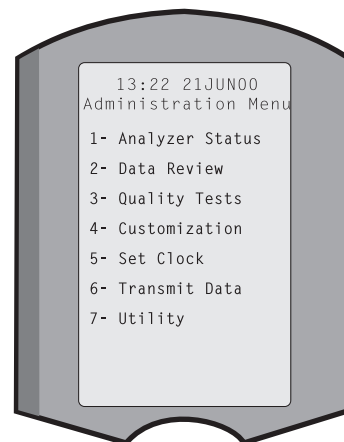 13:22 21JUN00
Administration Menu
1- Analyzer Status
2- Data Review
3- Quality Tests
4- Customization
5- Set Clock
6- Transmit Data
7- Utility